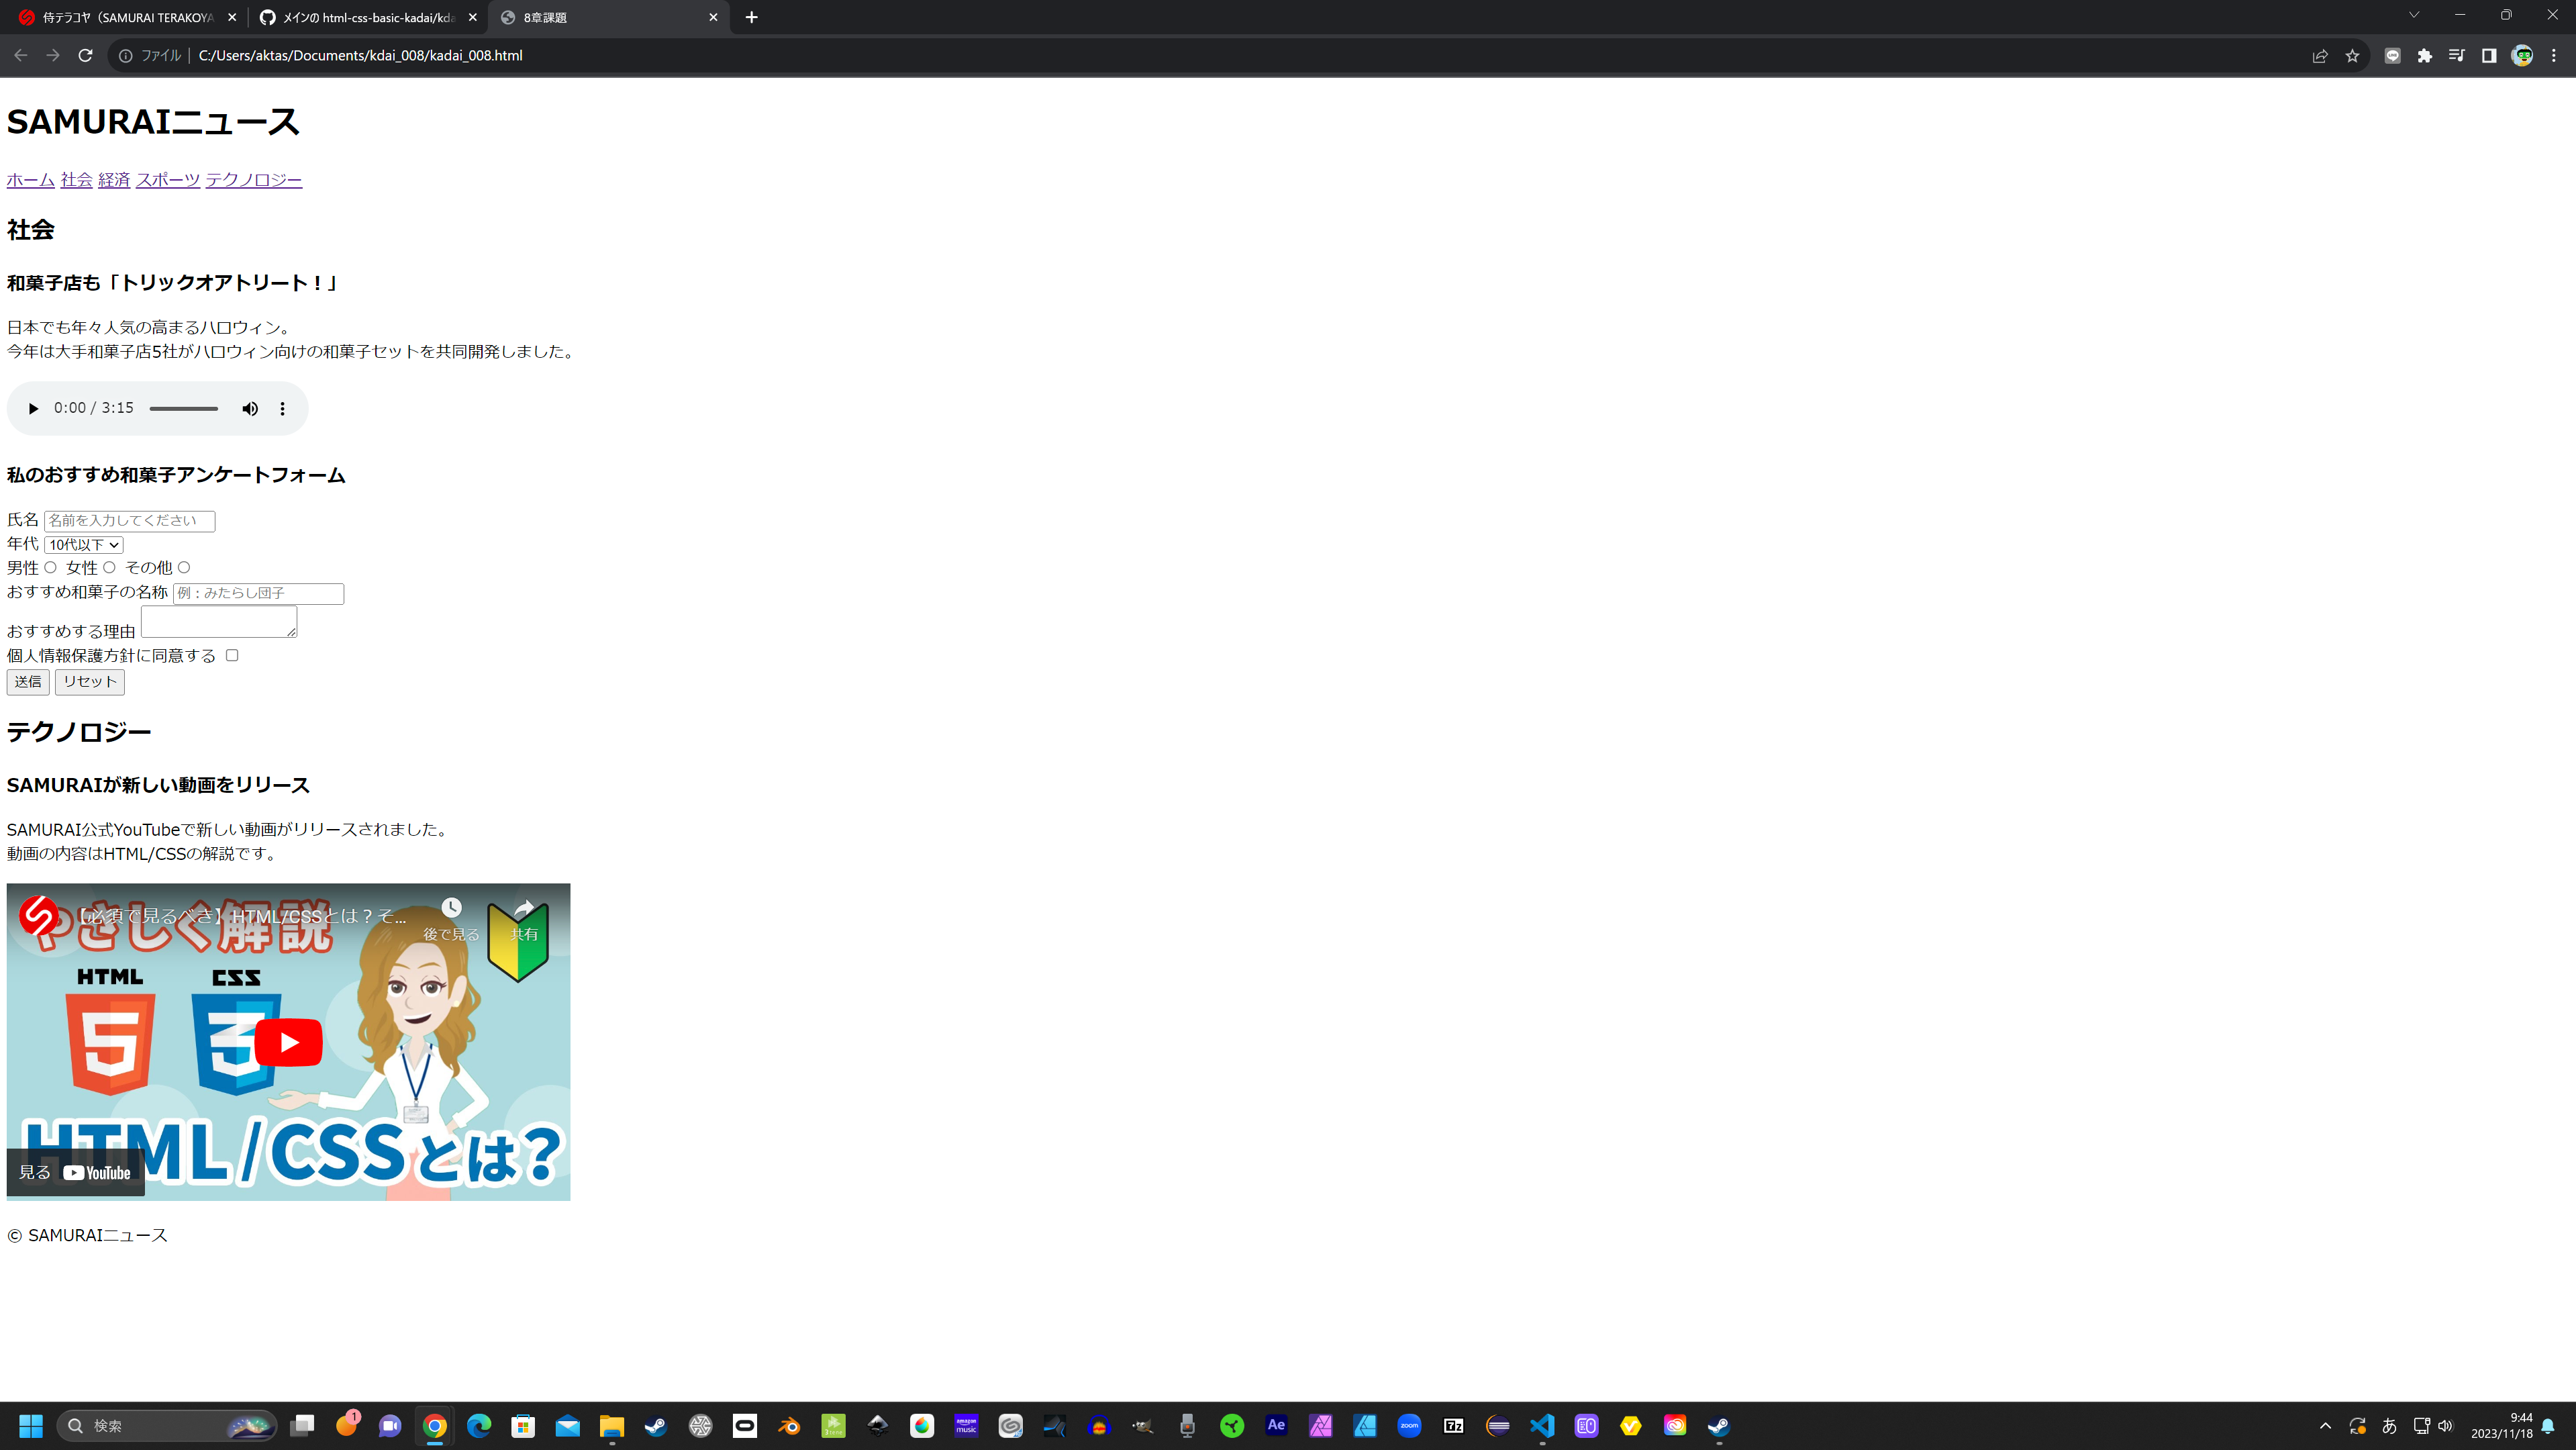 侍テラコヤ（SAMURAI TERAKOYA
メインの html-css-basic-kadai/kda
8章課題
ファイル
C:/Users/aktas/Documents/kdai_008/kadai_008.html
SAMURAIニュース
ホーム 社会 経済 スポーツ テクノロジー
社会
和菓子店も「トリックオアトリート！」
日本でも年々人気の高まるハロウィン。
今年は大手和菓子店5社がハロウィン向けの和菓子セットを共同開発しました。
0:00 / 3:15
私のおすすめ和菓子アンケートフォーム
氏名 名前を入力してください
年代 10代以下
男性 女性 その他
おすすめ和菓子の名称 例：みたらし団子
おすすめする理由
個人情報保護方針に同意する
送信 リセット
テクノロジー
SAMURAIが新しい動画をリリース
SAMURAI公式YouTubeで新しい動画がリリースされました。
動画の内容はHTML/CSSの解説です。
【必須で見るべき】HTML/CSSとは？そ...
後で見る 共有
やさしく解説
HTML CSS
5 3
HTML/CSSとは？
見る YouTube
© SAMURAIニュース
検索
1
amazon music
Ae
zoom
7z
あ
9:44
2023/11/18